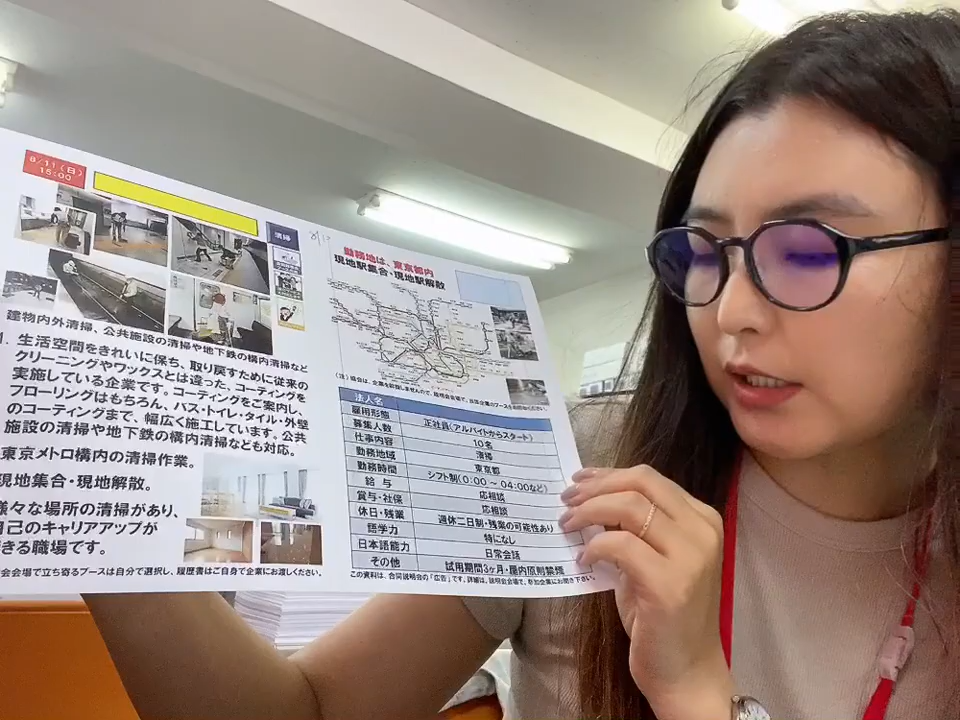 8/11(日)
15:00
清掃
建物内外清掃、公共施設の清掃や地下鉄の構内清掃など
1. 生活空間をきれいに保ち、取り戻すために従来の
クリーニングやワックスとは違った、コーティングを
実施している企業です。コーティングをご案内し、
フローリングはもちろん、バス・トイレ・タイル・外壁
のコーティングまで、幅広く施工しています。公共
施設の清掃や地下鉄の構内清掃なども対応。
東京メトロ構内の清掃作業。
現地集合・現地解散。
様々な場所の清掃があり、
自己のキャリアアップが
できる職場です。
会会場で立ち寄るブースは自分で選択し、履歴書はご自身で企業にお渡しください。
勤務地は、東京都内
現地駅集合・現地駅解散
法人名
雇用形態 正社員(アルバイトからスタート)
募集人数 10名
仕事内容 清掃
勤務地域 東京都
勤務時間 シフト制(0:00 ~ 04:00など)
給与 応相談
賞与・社保 応相談
休日・残業 週休二日制・残業の可能性あり
語学力 特になし
日本語能力 日常会話
その他 試用期間3ヶ月・屋内原則禁煙
この資料は、合同説明会の「広告」です。詳細は、説明会会場で、参加企業にお聞き下さい。